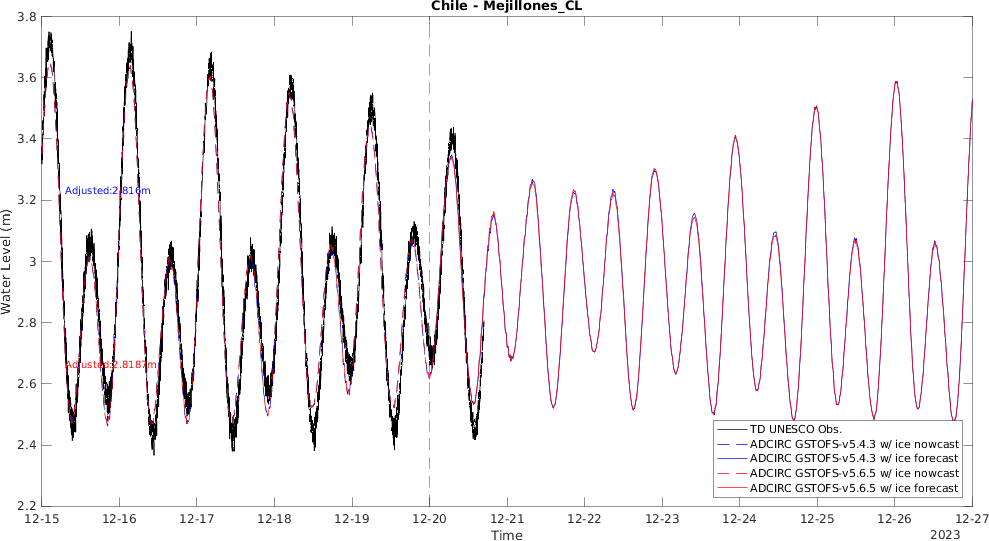 Chile - Mejillones_CL
3.8
3.6
3.4
3.2
3
2.8
2.6
2.4
2.2
Water Level (m)
Adjusted:2.816m
Adjusted:2.8187m
TD UNESCO Obs.
ADCIRC GSTOFS-v5.4.3 w/ ice nowcast
ADCIRC GSTOFS-v5.4.3 w/ ice forecast
ADCIRC GSTOFS-v5.6.5 w/ ice nowcast
ADCIRC GSTOFS-v5.6.5 w/ ice forecast
12-15 12-16 12-17 12-18 12-19 12-20 12-21 12-22 12-23 12-24 12-25 12-26 12-27
Time
2023